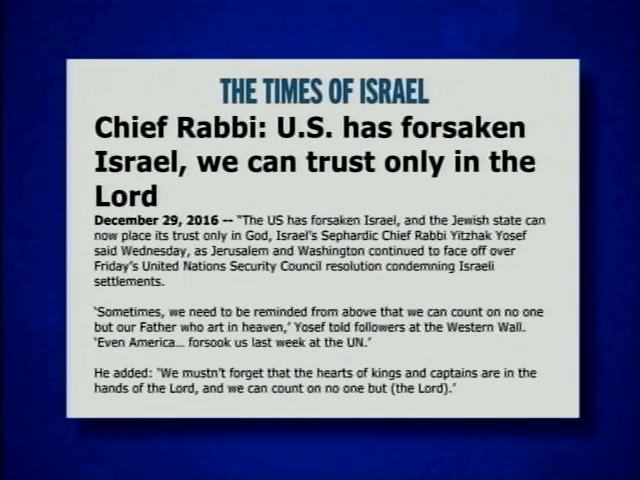 THE TIMES OF ISRAEL
Chief Rabbi: U.S. has forsaken
Israel, we can trust only in the
Lord
December 29, 2016 -- "The US has forsaken Israel, and the Jewish state can
now place its trust only in God, Israel's Sephardic Chief Rabbi Yitzhak Yosef
said Wednesday, as Jerusalem and Washington continued to face off over
Friday's United Nations Security Council resolution condemning Israeli
settlements.
'Sometimes, we need to be reminded from above that we can count on no one
but our Father who art in heaven,' Yosef told followers at the Western Wall.
'Even America... forsook us last week at the UN.'
He added: 'We mustn't forget that the hearts of kings and captains are in the
hands of the Lord, and we can count on no one but (the Lord).'